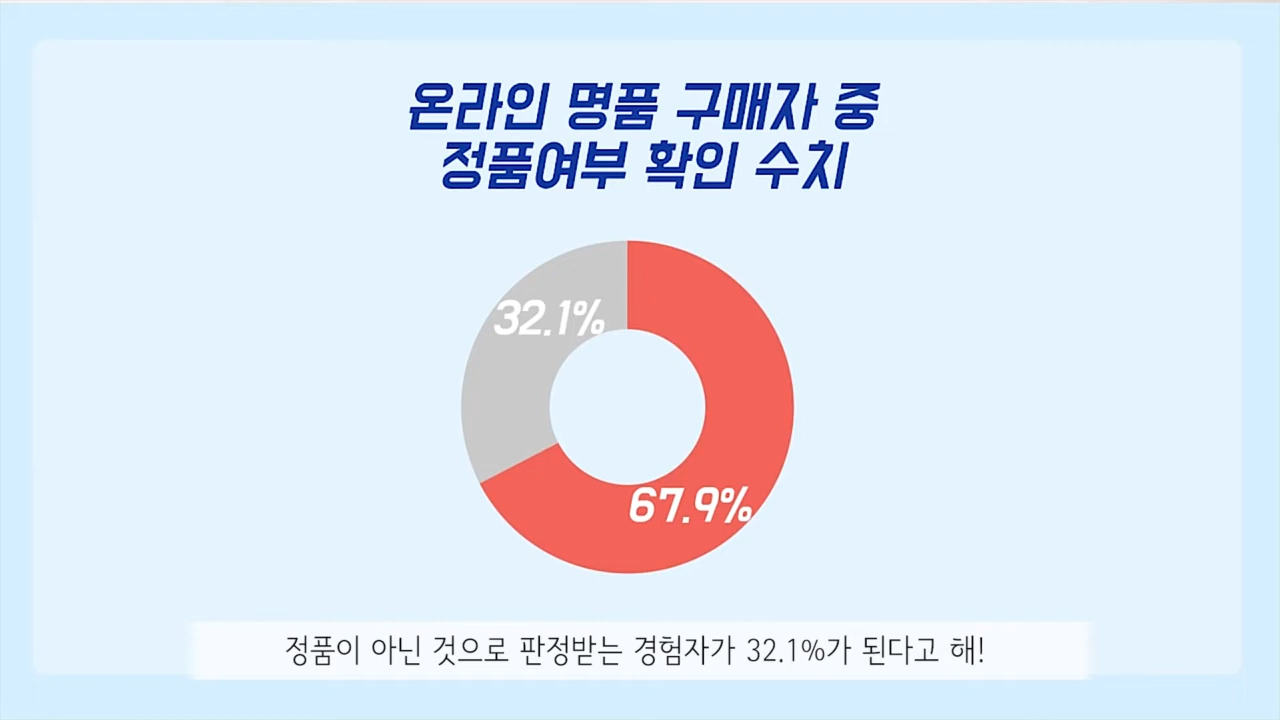 온라인 명품 구매자 중
정품여부 확인 수치
32.1%
67.9%
정품이 아닌 것으로 판정받는 경험자가 32.1%가 된다고 해!